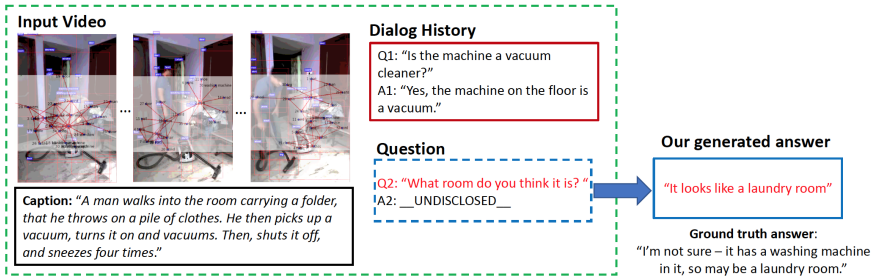 Input Video
Dialog History
Q1: “Is the machine a vacuum
cleaner?”
A1: “Yes, the machine on the floor is
a vacuum.”
...
...
Question
Q2: “What room do you think it is? “
A2: __UNDISCLOSED__
Caption: “A man walks into the room carrying a folder,
that he throws on a pile of clothes. He then picks up a
vacuum, turns it on and vacuums. Then, shuts it off,
and sneezes four times.”
Our generated answer
“It looks like a laundry room”
Ground truth answer:
“I’m not sure – it has a washing machine
in it, so may be a laundry room.”